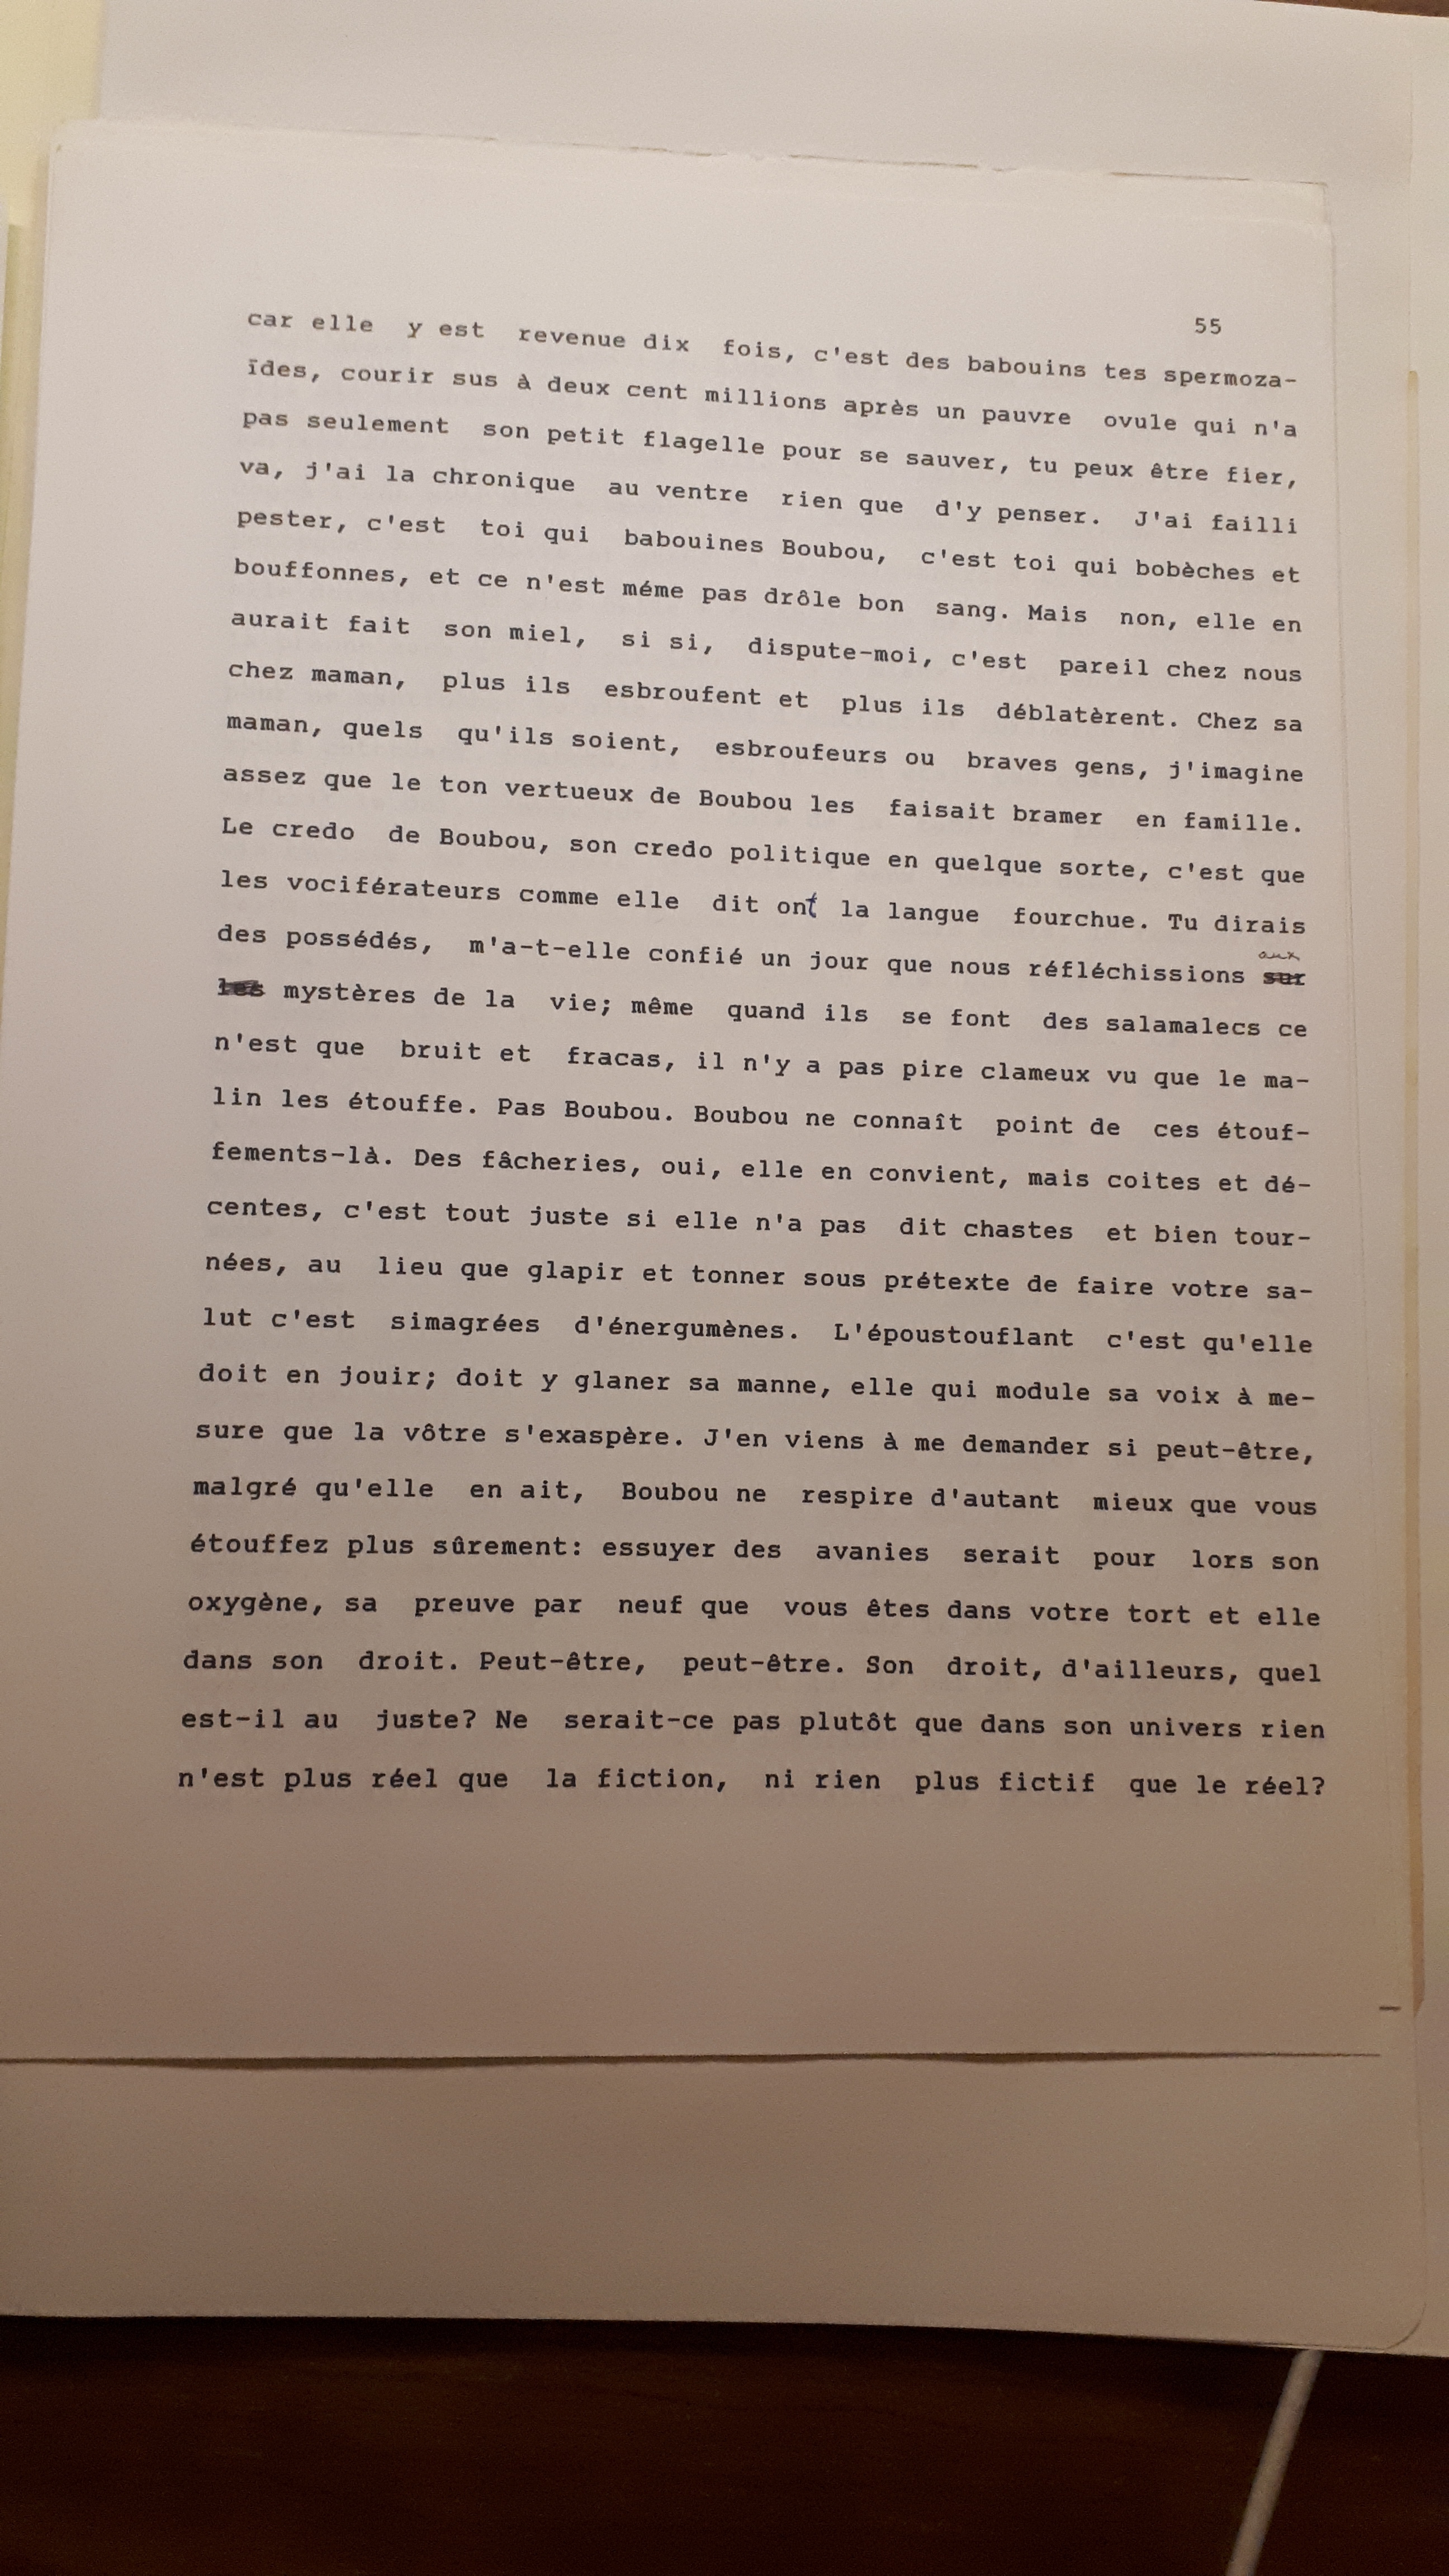 55
car elle y est revenue dix fois, c'est des babouins tes spermoza-
ïdes, courir sus à deux cent millions après un pauvre ovule qui n'a
pas seulement son petit flagelle pour se sauver, tu peux être fier,
va, j'ai la chronique au ventre rien que d'y penser. J'ai failli
pester, c'est toi qui babouines Boubou, c'est toi qui bobèches et
bouffonnes, et ce n'est méme pas drôle bon sang. Mais non, elle en
aurait fait son miel, si si, dispute-moi, c'est pareil chez nous
chez maman, plus ils esbroufent et plus ils déblatèrent. Chez sa
maman, quels qu'ils soient, esbroufeurs ou braves gens, j'imagine
assez que le ton vertueux de Boubou les faisait bramer en famille.
Le credo de Boubou, son credo politique en quelque sorte, c'est que
les vociférateurs comme elle dit ont la langue fourchue. Tu dirais
des possédés, m'a-t-elle confié un jour que nous réfléchissions sur aux
les mystères de la vie; même quand ils se font des salamalecs ce
n'est que bruit et fracas, il n'y a pas pire clameux vu que le ma-
lin les étouffe. Pas Boubou. Boubou ne connaît point de ces étouf-
fements-là. Des fâcheries, oui, elle en convient, mais coites et dé-
centes, c'est tout juste si elle n'a pas dit chastes et bien tour-
nées, au lieu que glapir et tonner sous prétexte de faire votre sa-
lut c'est simagrées d'énergumènes. L'époustouflant c'est qu'elle
doit en jouir; doit y glaner sa manne, elle qui module sa voix à me-
sure que la vôtre s'exaspère. J'en viens à me demander si peut-être,
malgré qu'elle en ait, Boubou ne respire d'autant mieux que vous
étouffez plus sûrement: essuyer des avanies serait pour lors son
oxygène, sa preuve par neuf que vous êtes dans votre tort et elle
dans son droit. Peut-être, peut-être. Son droit, d'ailleurs, quel
est-il au juste? Ne serait-ce pas plutôt que dans son univers rien
n'est plus réel que la fiction, ni rien plus fictif que le réel?